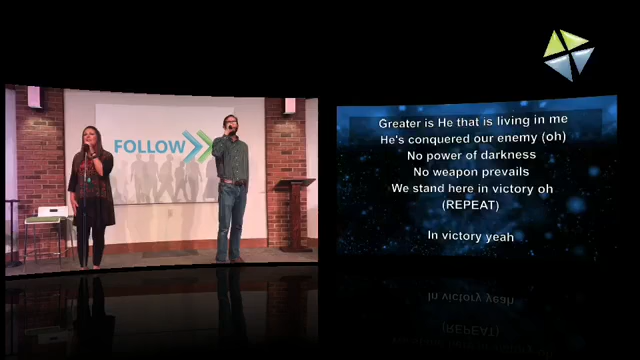 FOLLOW
Greater is He that is living in me
He's conquered our enemy (oh)
No power of darkness
No weapon prevails
We stand here in victory oh
(REPEAT)
In victory yeah